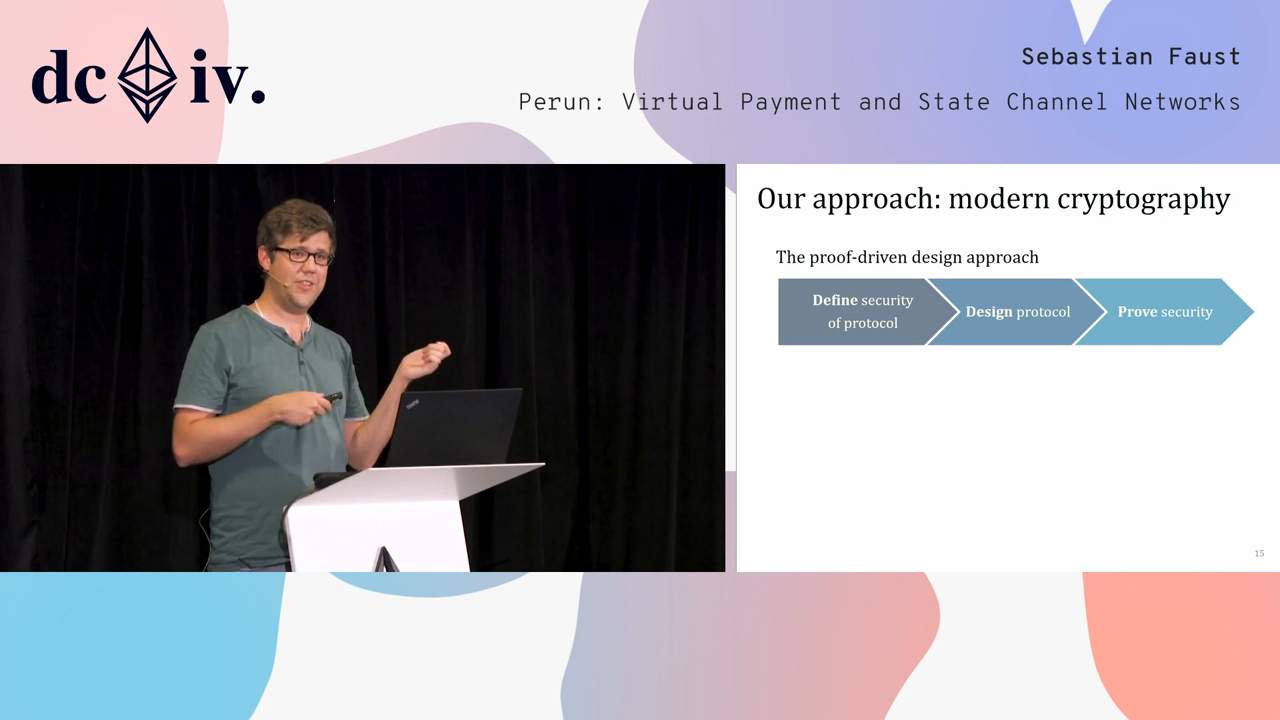 dc iv.
Sebastian Faust
Perun: Virtual Payment and State Channel Networks
Our approach: modern cryptography
The proof-driven design approach
Define security
of protocol
Design protocol
Prove security
15